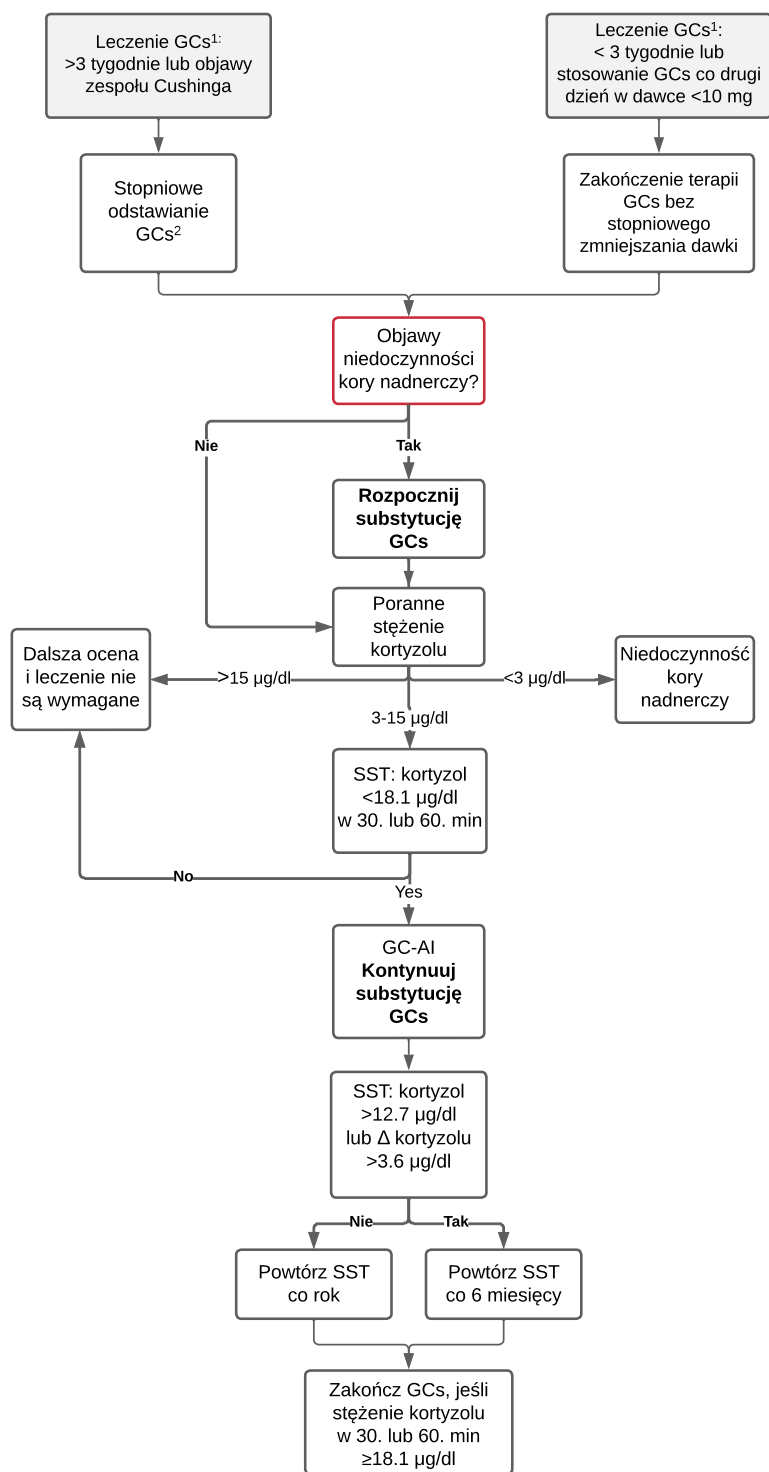 Leczenie GCs¹:
>3 tygodnie lub objawy
zespołu Cushinga
Leczenie GCs¹:
< 3 tygodnie lub
stosowanie GCs co drugi
dzień w dawce <10 mg
Stopniowe
odstawianie
GCs²
Zakończenie terapii
GCs bez
stopniowego
zmniejszania dawki
Objawy
niedoczynności
kory nadnerczy?
Nie
Tak
Rozpocznij
substytucję
GCs
Poranne
stężenie
kortyzolu
Dalsza ocena
i leczenie nie
są wymagane
>15 µg/dl
<3 µg/dl
Niedoczynność
kory
nadnerczy
3-15 µg/dl
SST: kortyzol
<18.1 µg/dl
w 30. lub 60. min
No
Yes
GC-AI
Kontynuuj
substytucję
GCs
SST: kortyzol
>12.7 µg/dl
lub Δ kortyzolu
>3.6 µg/dl
Nie
Tak
Powtórz SST
co rok
Powtórz SST
co 6 miesięcy
Zakończ GCs, jeśli
stężenie kortyzolu
w 30. lub 60. min
≥18.1 µg/dl